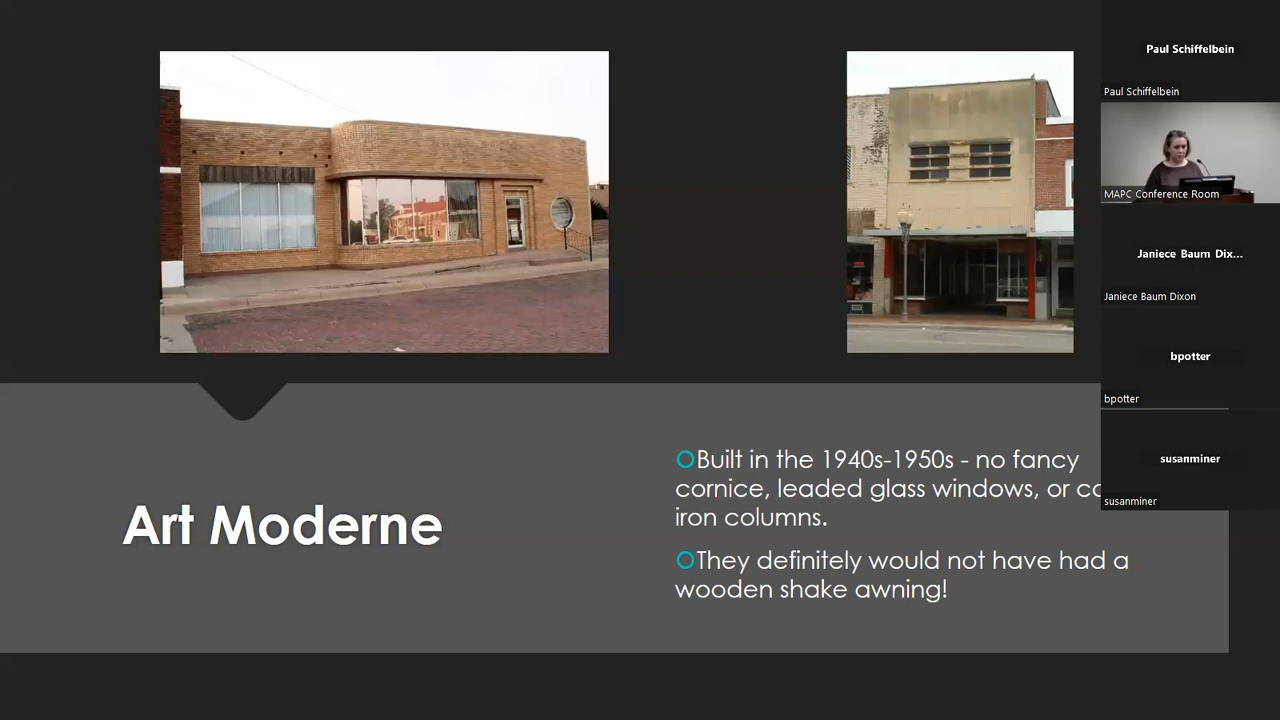 Art Moderne
Built in the 1940s-1950s - no fancy
cornice, leaded glass windows, or
iron columns.
They definitely would not have had a
wooden shake awning!
Paul Schiffelbein
Paul Schiffelbein
MAPC Conference Room
Janiece Baum Dix...
Janiece Baum Dixon
bpotter
bpotter
susanminer
susanminer